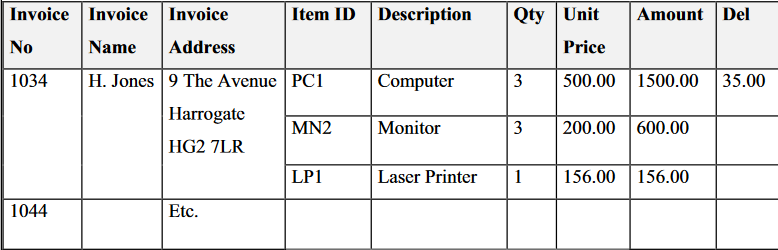 Invoice No Invoice Name Invoice Address Item ID Description Qty Unit Price Amount Del
1034 H. Jones 9 The Avenue Harrogate HG2 7LR PC1 Computer 3 500.00 1500.00 35.00
MN2 Monitor 3 200.00 600.00
LP1 Laser Printer 1 156.00 156.00
1044 Etc.